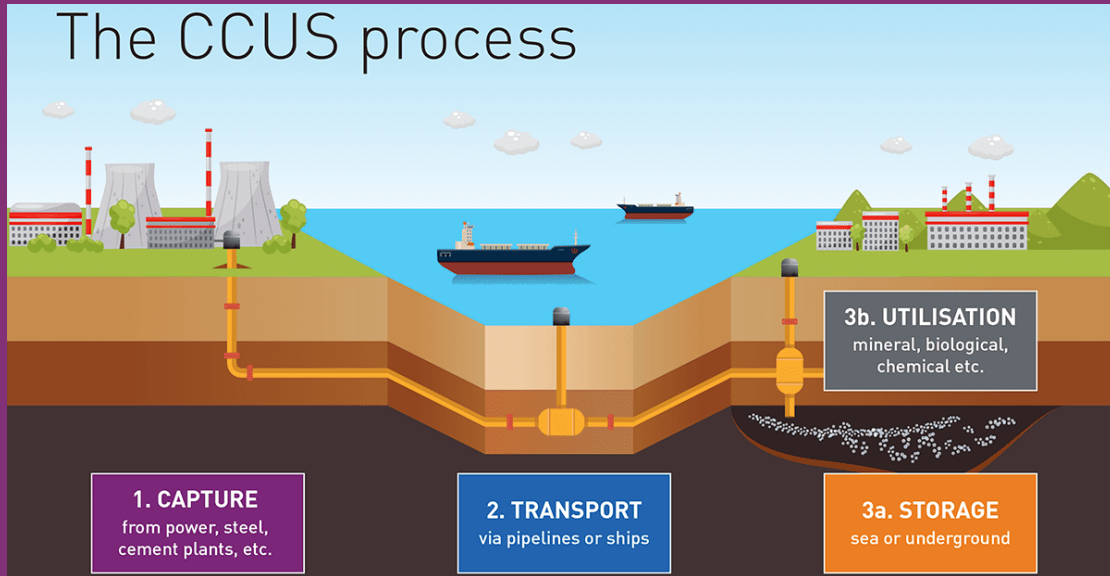 The CCUS process
3b. UTILISATION
mineral, biological,
chemical etc.
1. CAPTURE
from power, steel,
cement plants, etc.
2. TRANSPORT
via pipelines or ships
3a. STORAGE
sea or underground